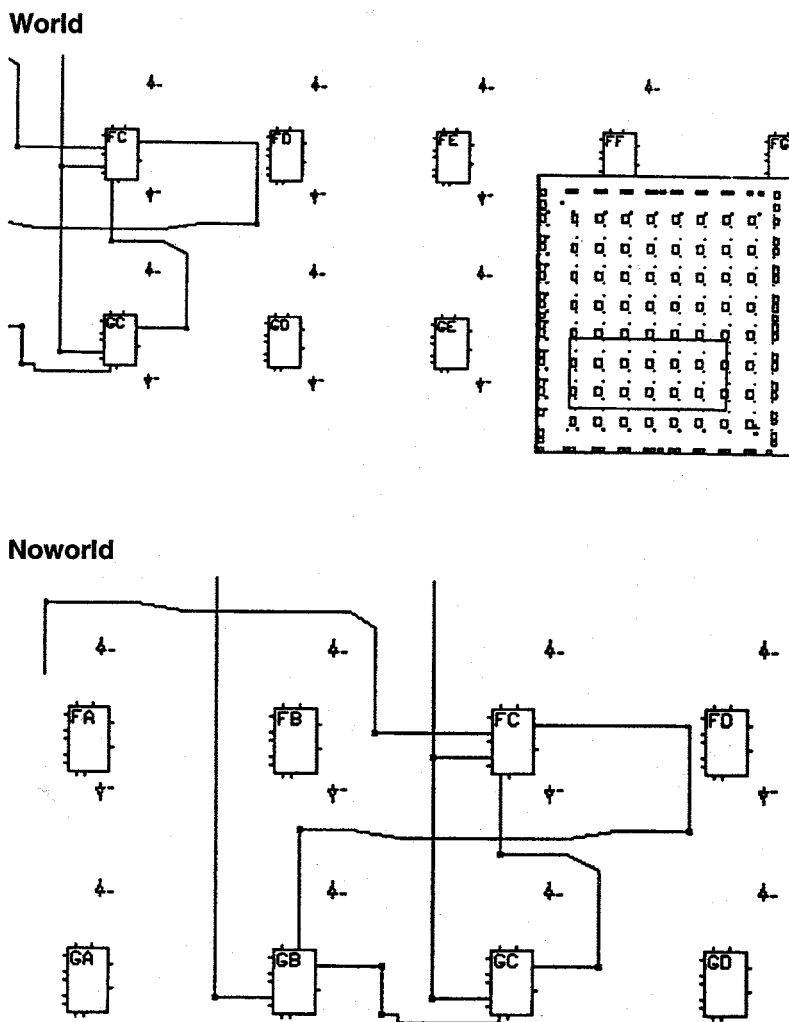 World
FC FD FE FF FG
GC GD GE
Noworld
FA FB FC FD
GA GB GC GD